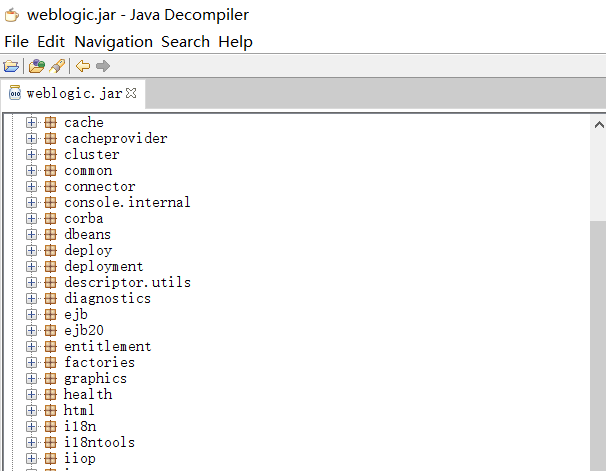 weblogic.jar - Java Decompiler
File Edit Navigation Search Help
weblogic.jar
cache
cacheprovider
cluster
common
connector
console.internal
corba
dbeans
deploy
deployment
descriptor.utils
diagnostics
ejb
ejb20
entitlement
factories
graphics
health
html
i18n
i18ntools
iiop